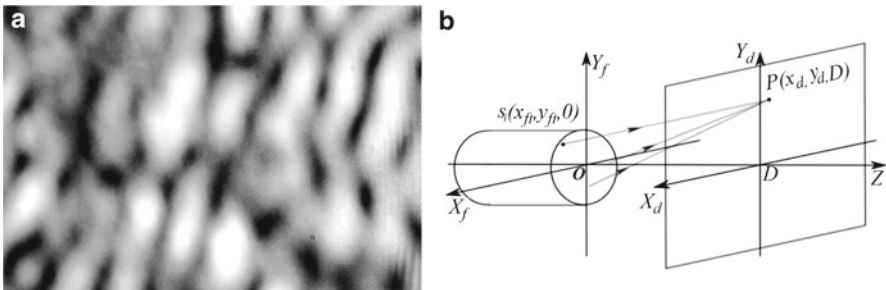 a
b
Y_f
Y_d
P(x_d,y_d,D)
s_i(x_fi,y_fi,0)
O
D
Z
X_f
X_d